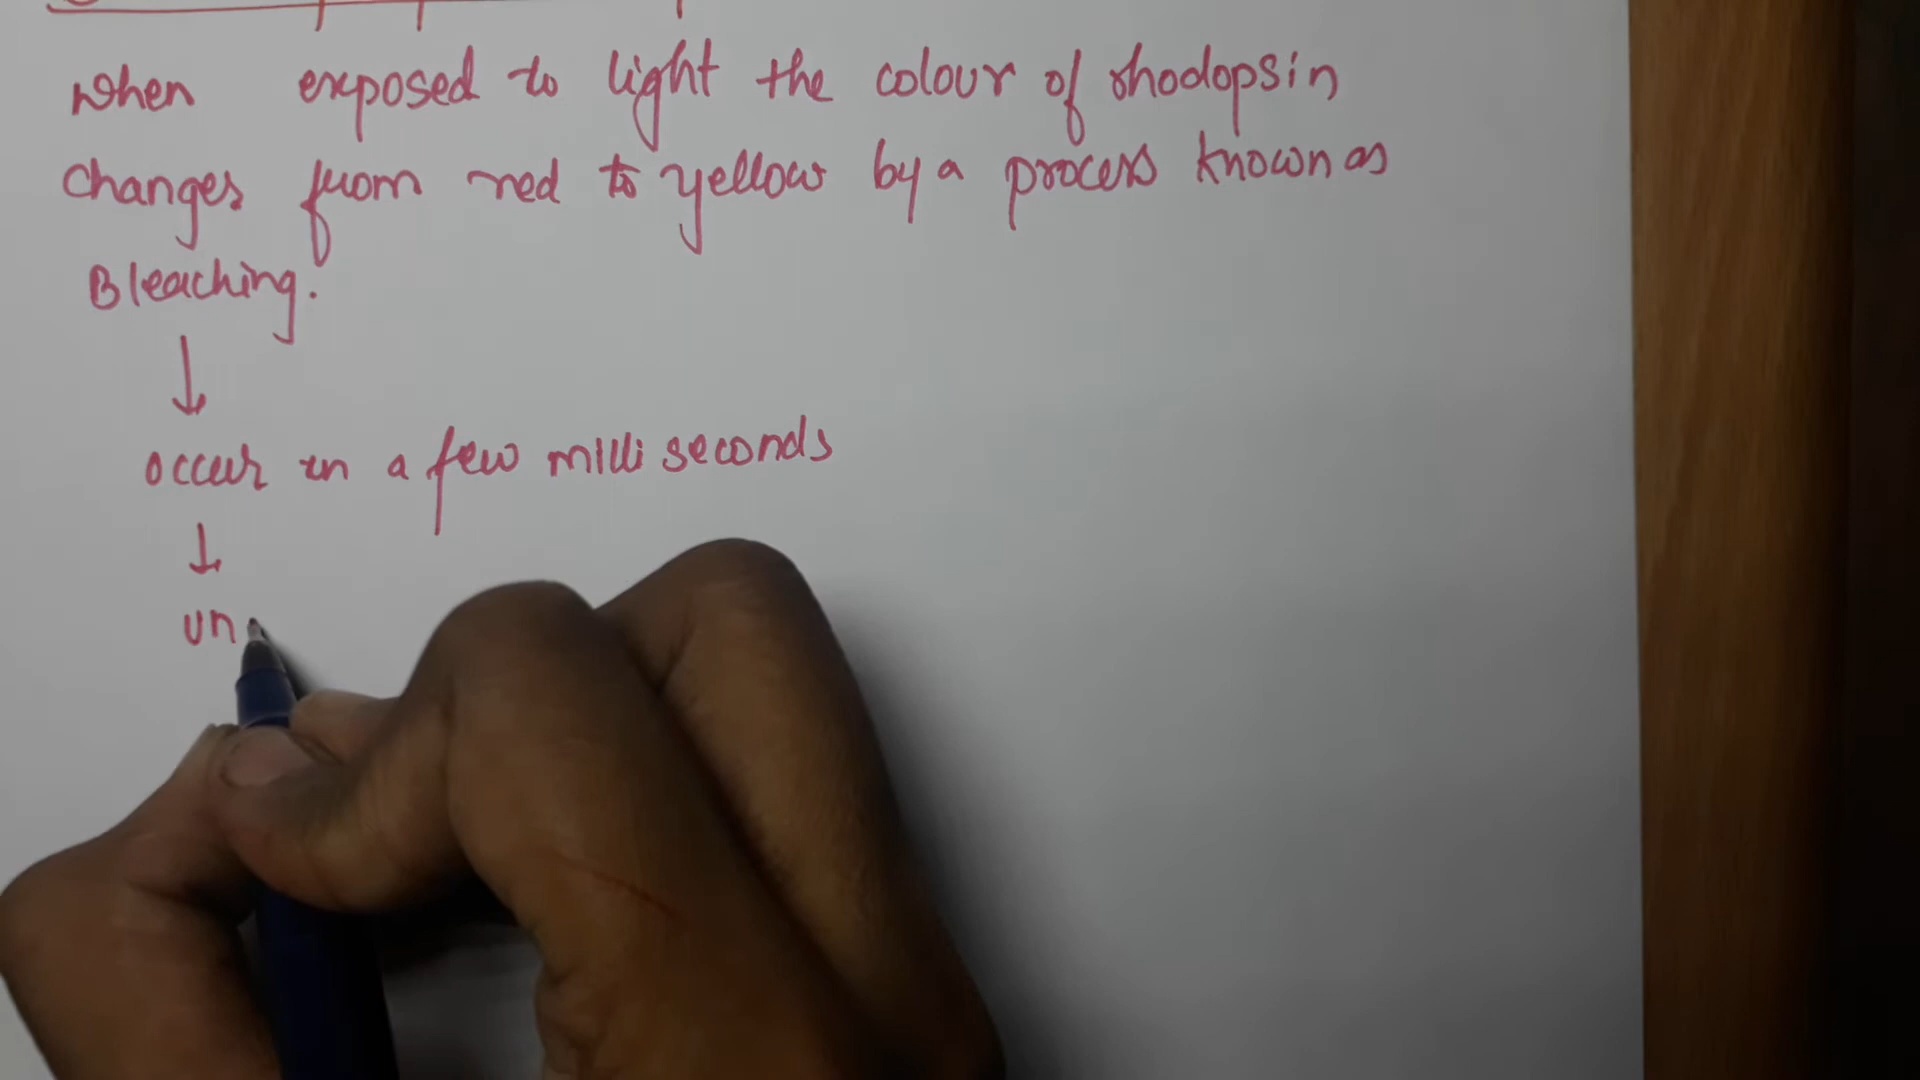 when exposed to light the colour of rhodopsin
changes from red to yellow by a process known as
Bleaching.
↓
occur in a few milli seconds
↓
un